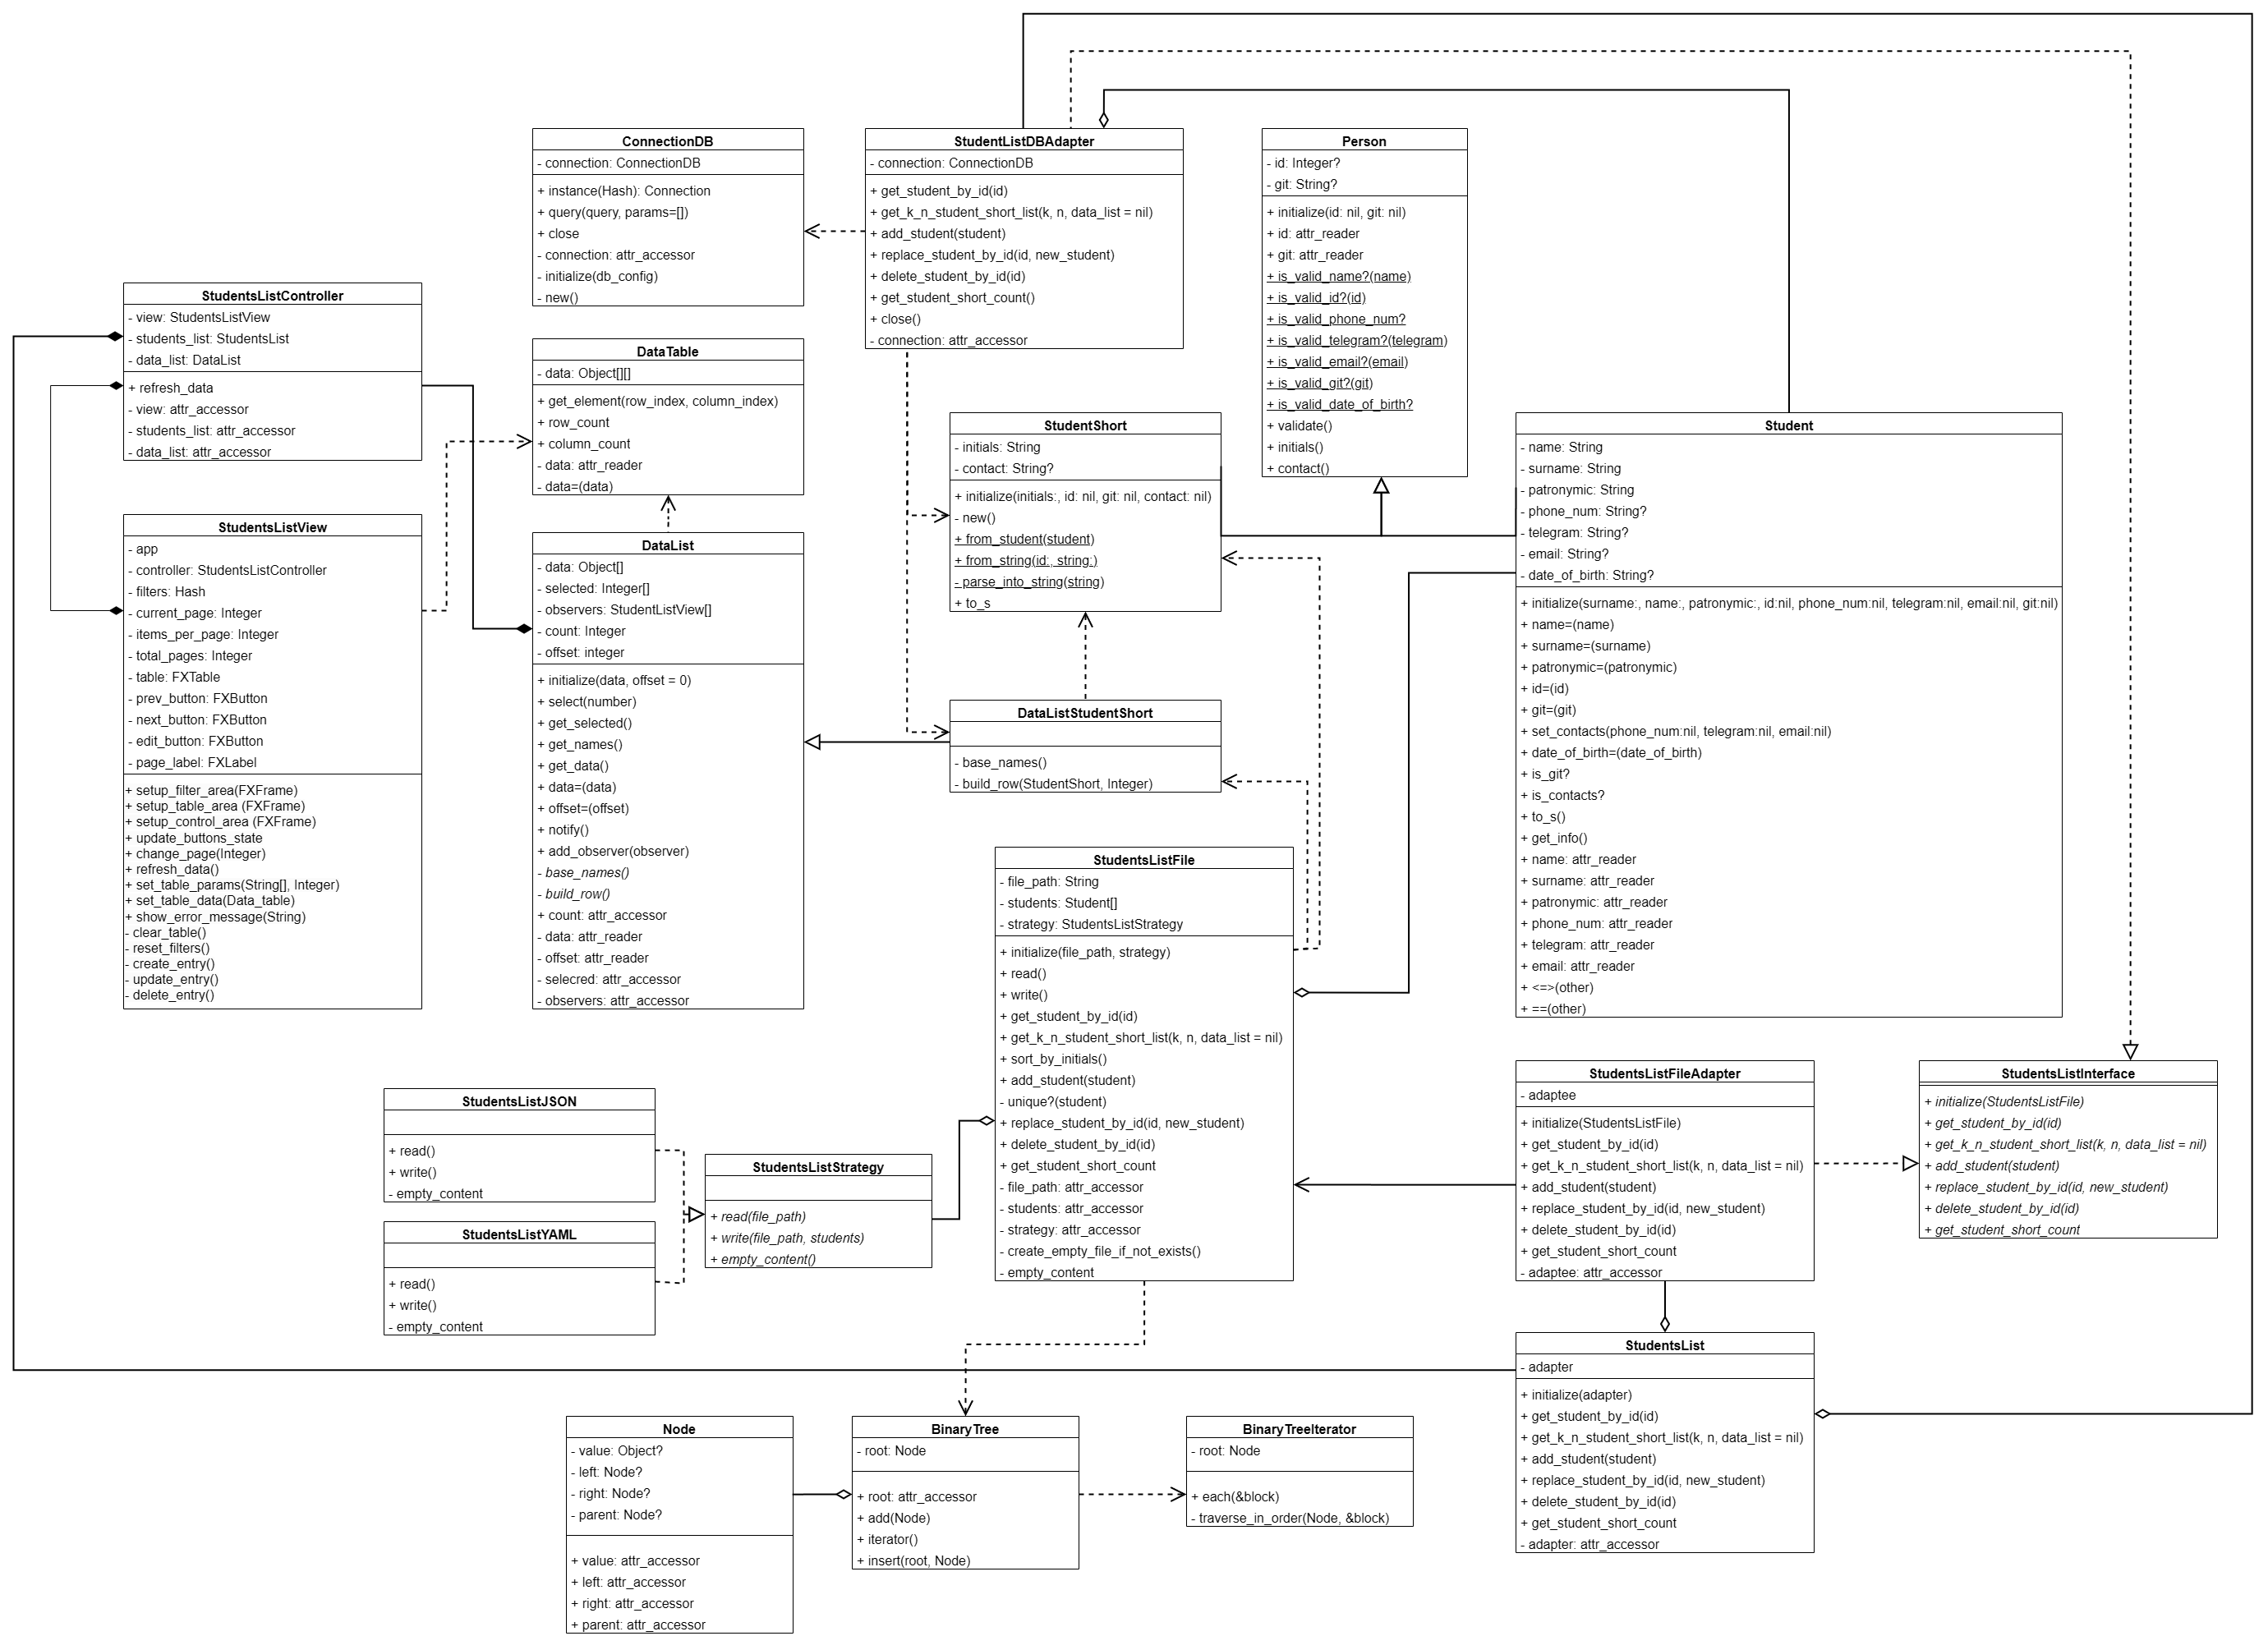 ConnectionDB
- connection: ConnectionDB
+ instance(Hash): Connection
+ query(query, params=[])
+ close
- connection: attr_accessor
- initialize(db_config)
- new()
StudentListDBAdapter
- connection: ConnectionDB
+ get_student_by_id(id)
+ get_k_n_student_short_list(k, n, data_list = nil)
+ add_student(student)
+ replace_student_by_id(id, new_student)
+ delete_student_by_id(id)
+ get_student_short_count()
+ close()
- connection: attr_accessor
Person
- id: Integer?
- git: String?
+ initialize(id: nil, git: nil)
+ id: attr_reader
+ git: attr_reader
+ is_valid_name?(name)
+ is_valid_id?(id)
+ is_valid_phone_num?
+ is_valid_telegram?(telegram)
+ is_valid_email?(email)
+ is_valid_git?(git)
+ is_valid_date_of_birth?
+ validate()
+ initials()
+ contact()
StudentsListController
- view: StudentsListView
- students_list: StudentsList
- data_list: DataList
+ refresh_data
- view: attr_accessor
- students_list: attr_accessor
- data_list: attr_accessor
DataTable
- data: Object[][]
+ get_element(row_index, column_index)
+ row_count
+ column_count
- data: attr_reader
- data=(data)
StudentShort
- initials: String
- contact: String?
+ initialize(initials:, id: nil, git: nil, contact: nil)
- new()
+ from_student(student)
+ from_string(id:, string:)
- parse_into_string(string)
+ to_s
Student
- name: String
- surname: String
- patronymic: String
- phone_num: String?
- telegram: String?
- email: String?
- date_of_birth: String?
+ initialize(surname:, name:, patronymic:, id:nil, phone_num:nil, telegram:nil, email:nil, git:nil)
+ name=(name)
+ surname=(surname)
+ patronymic=(patronymic)
+ id=(id)
+ git=(git)
+ set_contacts(phone_num:nil, telegram:nil, email:nil)
+ date_of_birth=(date_of_birth)
+ is_git?
+ is_contacts?
+ to_s()
+ get_info()
+ name: attr_reader
+ surname: attr_reader
+ patronymic: attr_reader
+ phone_num: attr_reader
+ telegram: attr_reader
+ email: attr_reader
+ <=>(other)
+ ==(other)
StudentsListView
- app
- controller: StudentsListController
- filters: Hash
- current_page: Integer
- items_per_page: Integer
- total_pages: Integer
- table: FXTable
- prev_button: FXButton
- next_button: FXButton
- edit_button: FXButton
- page_label: FXLabel
+ setup_filter_area(FXFrame)
+ setup_table_area (FXFrame)
+ setup_control_area (FXFrame)
+ update_buttons_state
+ change_page(Integer)
+ refresh_data()
+ set_table_params(String[], Integer)
+ set_table_data(Data_table)
+ show_error_message(String)
- clear_table()
- reset_filters()
- create_entry()
- update_entry()
- delete_entry()
DataList
- data: Object[]
- selected: Integer[]
- observers: StudentListView[]
- count: Integer
- offset: integer
+ initialize(data, offset = 0)
+ select(number)
+ get_selected()
+ get_names()
+ get_data()
+ data=(data)
+ offset=(offset)
+ notify()
+ add_observer(observer)
- base_names()
- build_row()
+ count: attr_accessor
- data: attr_reader
- offset: attr_reader
- selecred: attr_accessor
- observers: attr_accessor
DataListStudentShort
- base_names()
- build_row(StudentShort, Integer)
StudentsListFile
- file_path: String
- students: Student[]
- strategy: StudentsListStrategy
+ initialize(file_path, strategy)
+ read()
+ write()
+ get_student_by_id(id)
+ get_k_n_student_short_list(k, n, data_list = nil)
+ sort_by_initials()
+ add_student(student)
- unique?(student)
+ replace_student_by_id(id, new_student)
+ delete_student_by_id(id)
+ get_student_short_count
- file_path: attr_accessor
- students: attr_accessor
- strategy: attr_accessor
- create_empty_file_if_not_exists()
- empty_content
StudentsListFileAdapter
- adaptee
+ initialize(StudentsListFile)
+ get_student_by_id(id)
+ get_k_n_student_short_list(k, n, data_list = nil)
+ add_student(student)
+ replace_student_by_id(id, new_student)
+ delete_student_by_id(id)
+ get_student_short_count
- adaptee: attr_accessor
StudentsListInterface
+ initialize(StudentsListFile)
+ get_student_by_id(id)
+ get_k_n_student_short_list(k, n, data_list = nil)
+ add_student(student)
+ replace_student_by_id(id, new_student)
+ delete_student_by_id(id)
+ get_student_short_count
StudentsListJSON
+ read()
+ write()
- empty_content
StudentsListStrategy
+ read(file_path)
+ write(file_path, students)
+ empty_content()
StudentsListYAML
+ read()
+ write()
- empty_content
StudentsList
- adapter
+ initialize(adapter)
+ get_student_by_id(id)
+ get_k_n_student_short_list(k, n, data_list = nil)
+ add_student(student)
+ replace_student_by_id(id, new_student)
+ delete_student_by_id(id)
+ get_student_short_count
- adapter: attr_accessor
Node
- value: Object?
- left: Node?
- right: Node?
- parent: Node?
+ value: attr_accessor
+ left: attr_accessor
+ right: attr_accessor
+ parent: attr_accessor
BinaryTree
- root: Node
+ root: attr_accessor
+ add(Node)
+ iterator()
+ insert(root, Node)
BinaryTreeIterator
- root: Node
+ each(&block)
- traverse_in_order(Node, &block)